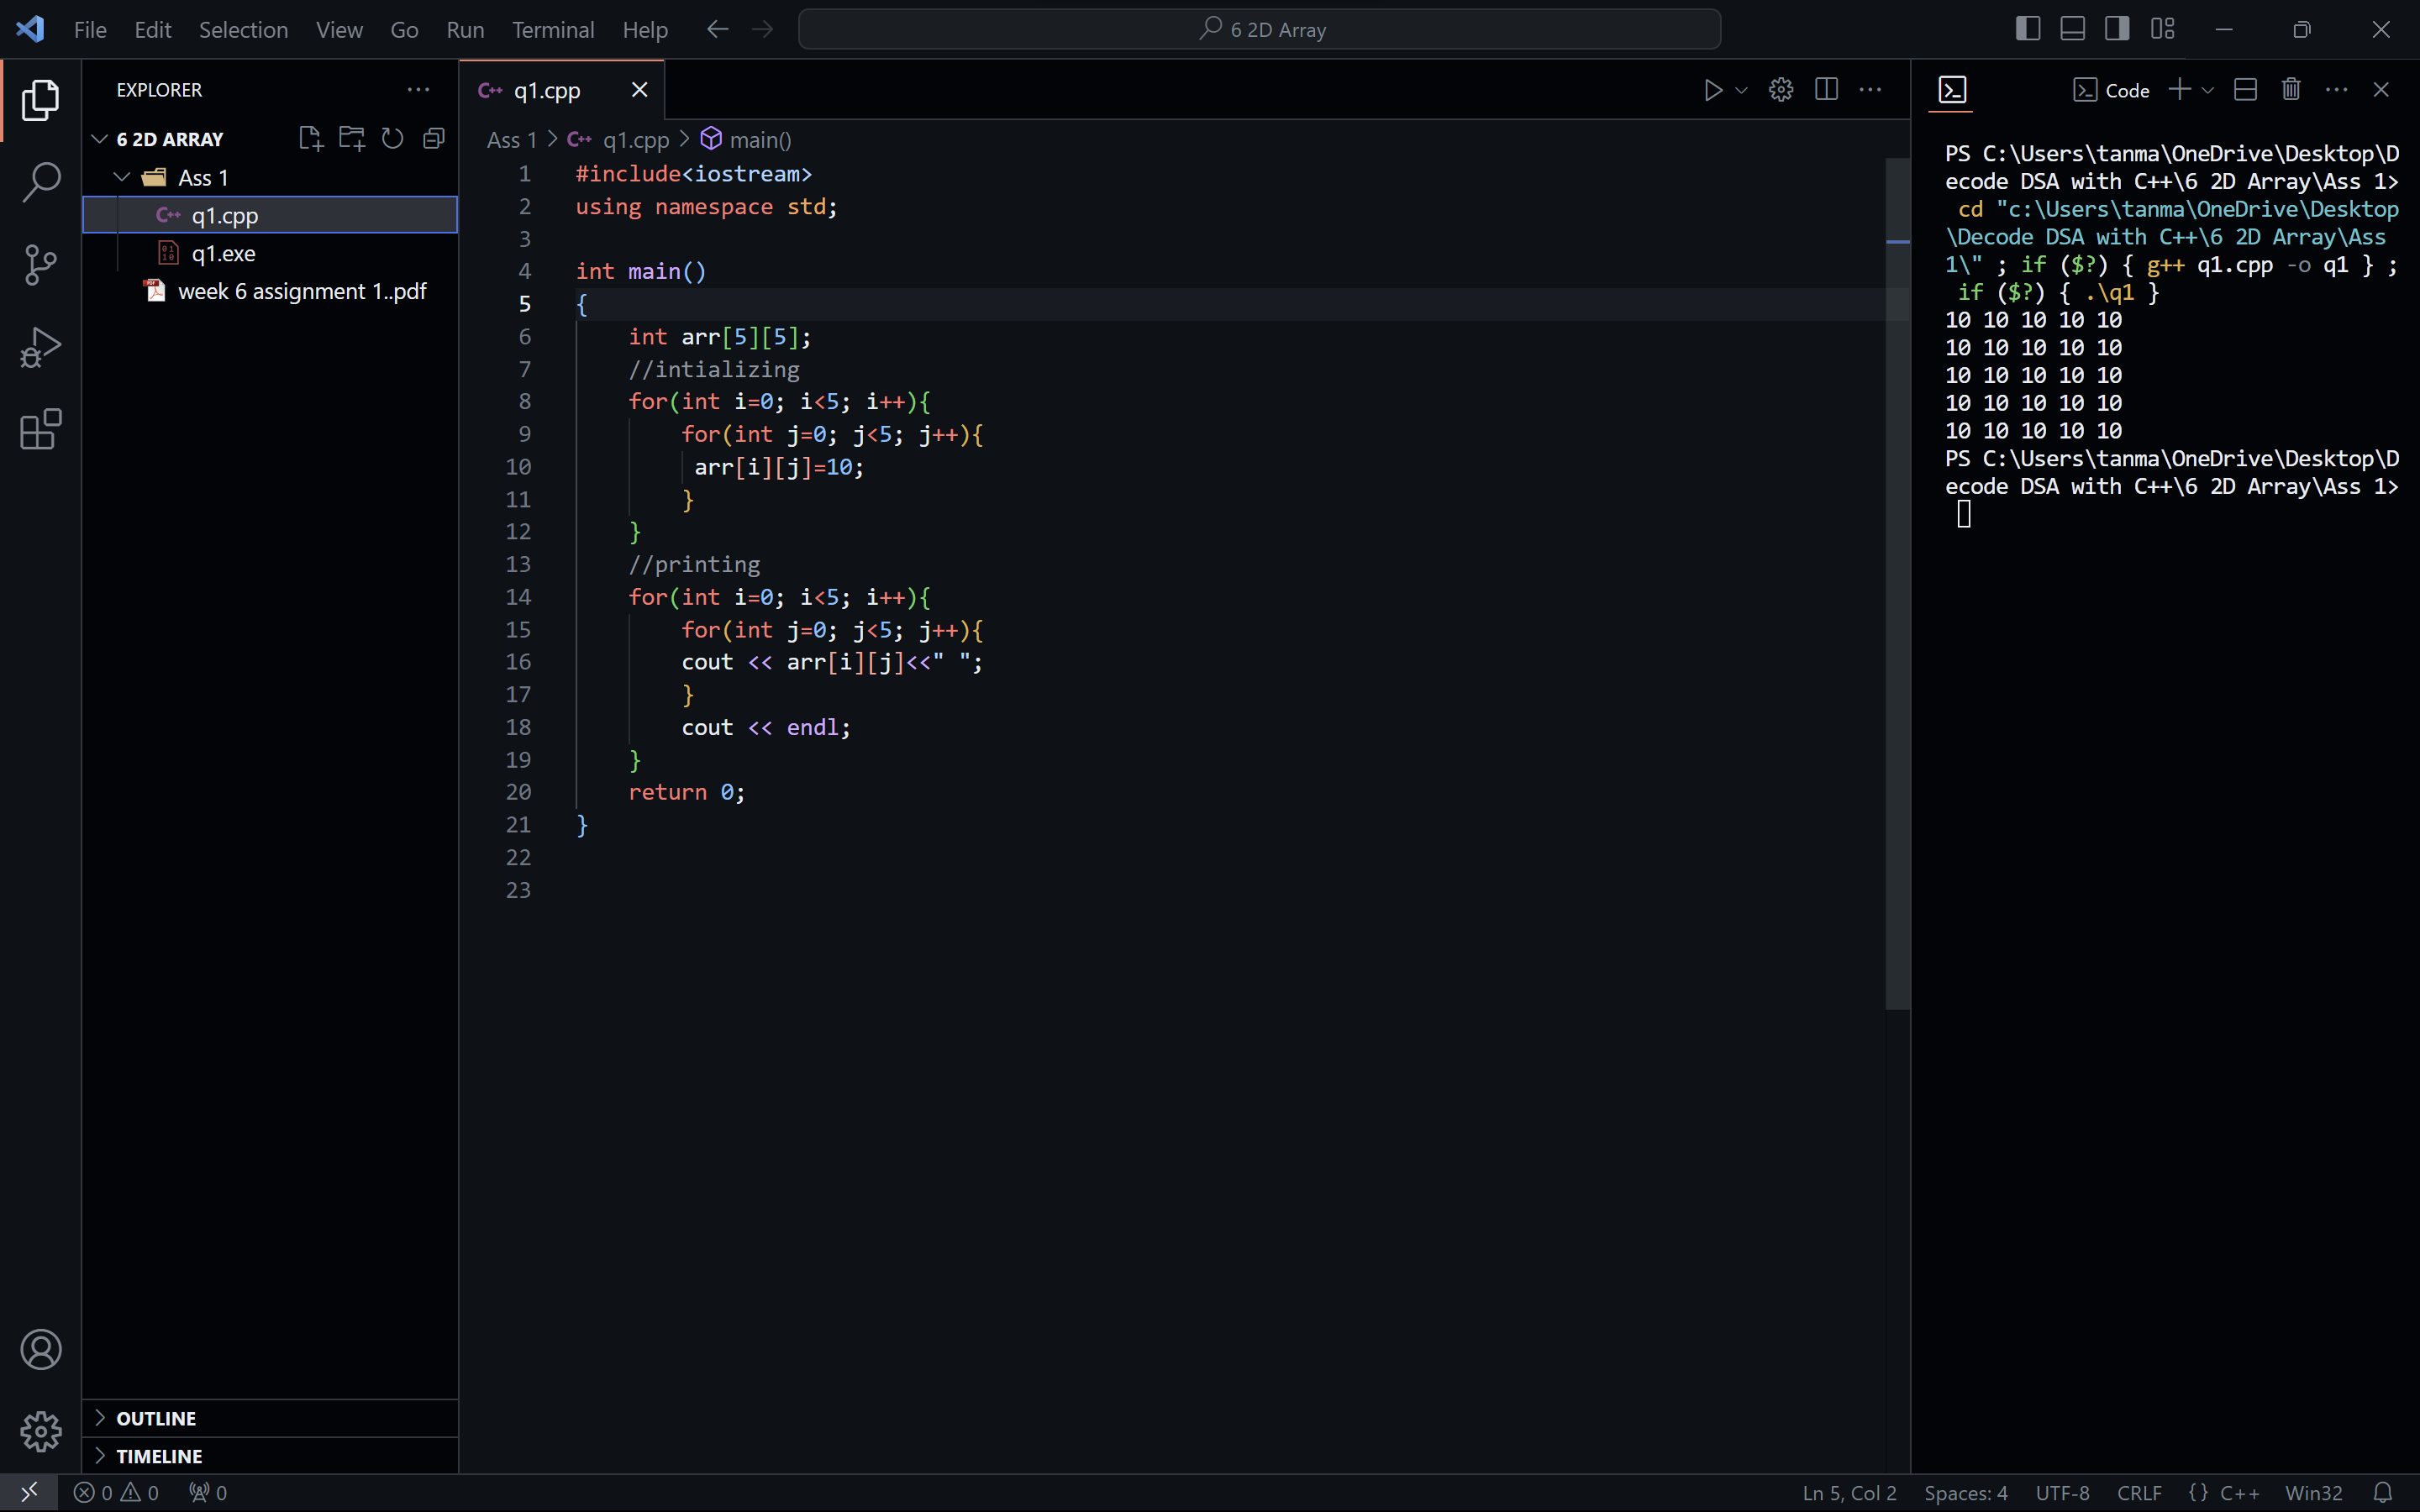 File Edit Selection View Go Run Terminal Help 6 2D Array
EXPLORER
6 2D ARRAY
Ass 1
q1.cpp
q1.exe
week 6 assignment 1..pdf
OUTLINE
TIMELINE
q1.cpp
Ass 1 > q1.cpp > main()
1 #include<iostream>
2 using namespace std;
3
4 int main()
5 {
6     int arr[5][5];
7     //intializing
8     for(int i=0; i<5; i++){
9         for(int j=0; j<5; j++){
10          arr[i][j]=10;
11         }
12     }
13     //printing
14     for(int i=0; i<5; i++){
15         for(int j=0; j<5; j++){
16         cout << arr[i][j]<<" ";
17         }
18         cout << endl;
19     }
20     return 0;
21 }
22
23
Code
PS C:\Users\tanma\OneDrive\Desktop\D
ecode DSA with C++\6 2D Array\Ass 1>
 cd "c:\Users\tanma\OneDrive\Desktop
\Decode DSA with C++\6 2D Array\Ass 
1\" ; if ($?) { g++ q1.cpp -o q1 } ;
 if ($?) { .\q1 }
10 10 10 10 10
10 10 10 10 10
10 10 10 10 10
10 10 10 10 10
10 10 10 10 10
PS C:\Users\tanma\OneDrive\Desktop\D
ecode DSA with C++\6 2D Array\Ass 1>
0 0 0 Ln 5, Col 2 Spaces: 4 UTF-8 CRLF {} C++ Win32